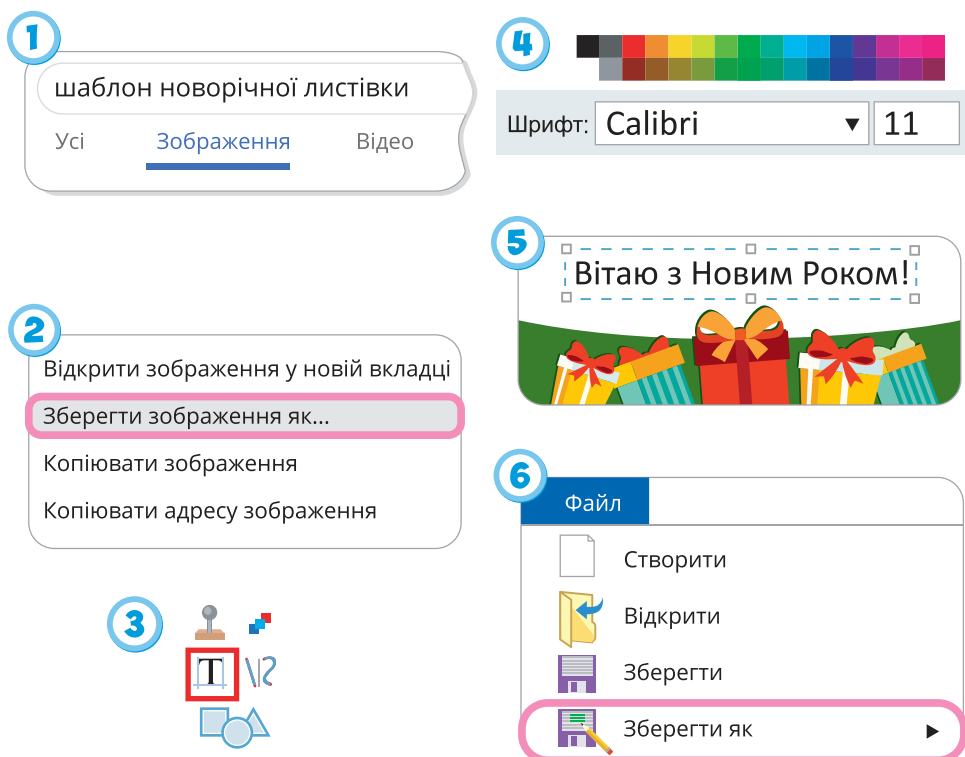 1
шаблон новорічної листівки
Усі Зображення Відео
2
Відкрити зображення у новій вкладці
Зберегти зображення як...
Копіювати зображення
Копіювати адресу зображення
3
T
4
Шрифт: Calibri 11
5
Вітаю з Новим Роком!
6
Файл
Створити
Відкрити
Зберегти
Зберегти як